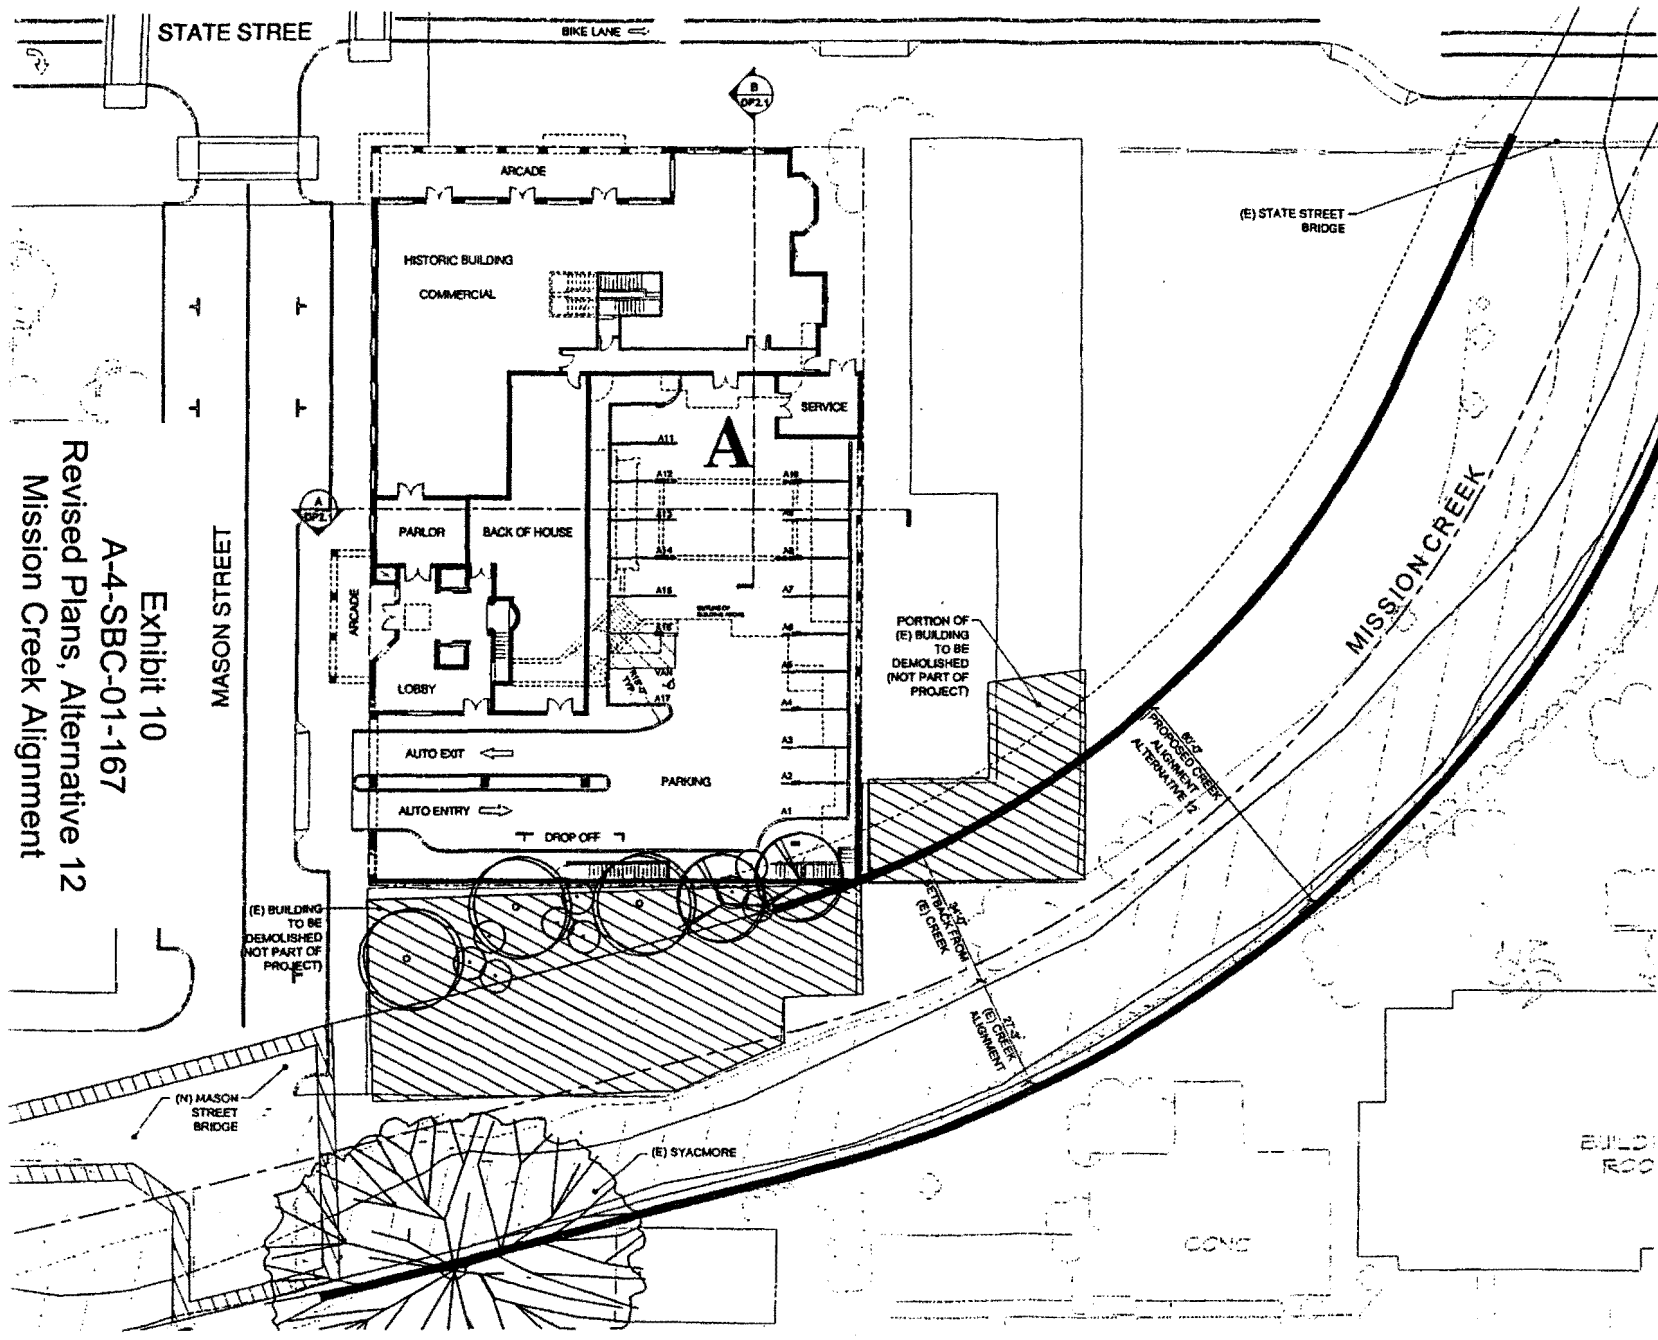 STATE STREE
BIKE LANE
B
DP2.1
ARCADE
(E) STATE STREET
BRIDGE
HISTORIC BUILDING
COMMERCIAL
SERVICE
A11
A
A12
A10
A
DP2.1
A13
A9
PARLOR
BACK OF HOUSE
A14
A8
A15
A7
ARCADE
A16
A6
A5
VAN
LOBBY
A17
A4
AUTO EXIT
A3
PARKING
A2
AUTO ENTRY
A1
DROP OFF
MASON STREET
MISSION CREEK
PORTION OF
(E) BUILDING
TO BE
DEMOLISHED
(NOT PART OF
PROJECT)
60'-0"
PROPOSED CREEK
ALIGNMENT
ALTERNATIVE 12
SETBACK FROM
(E) CREEK
(E) CREEK
ALIGNMENT
(E) BUILDING
TO BE
DEMOLISHED
(NOT PART OF
PROJECT)
(N) MASON
STREET
BRIDGE
(E) SYACMORE
CONC
Exhibit 10
A-4-SBC-01-167
Revised Plans, Alternative 12
Mission Creek Alignment